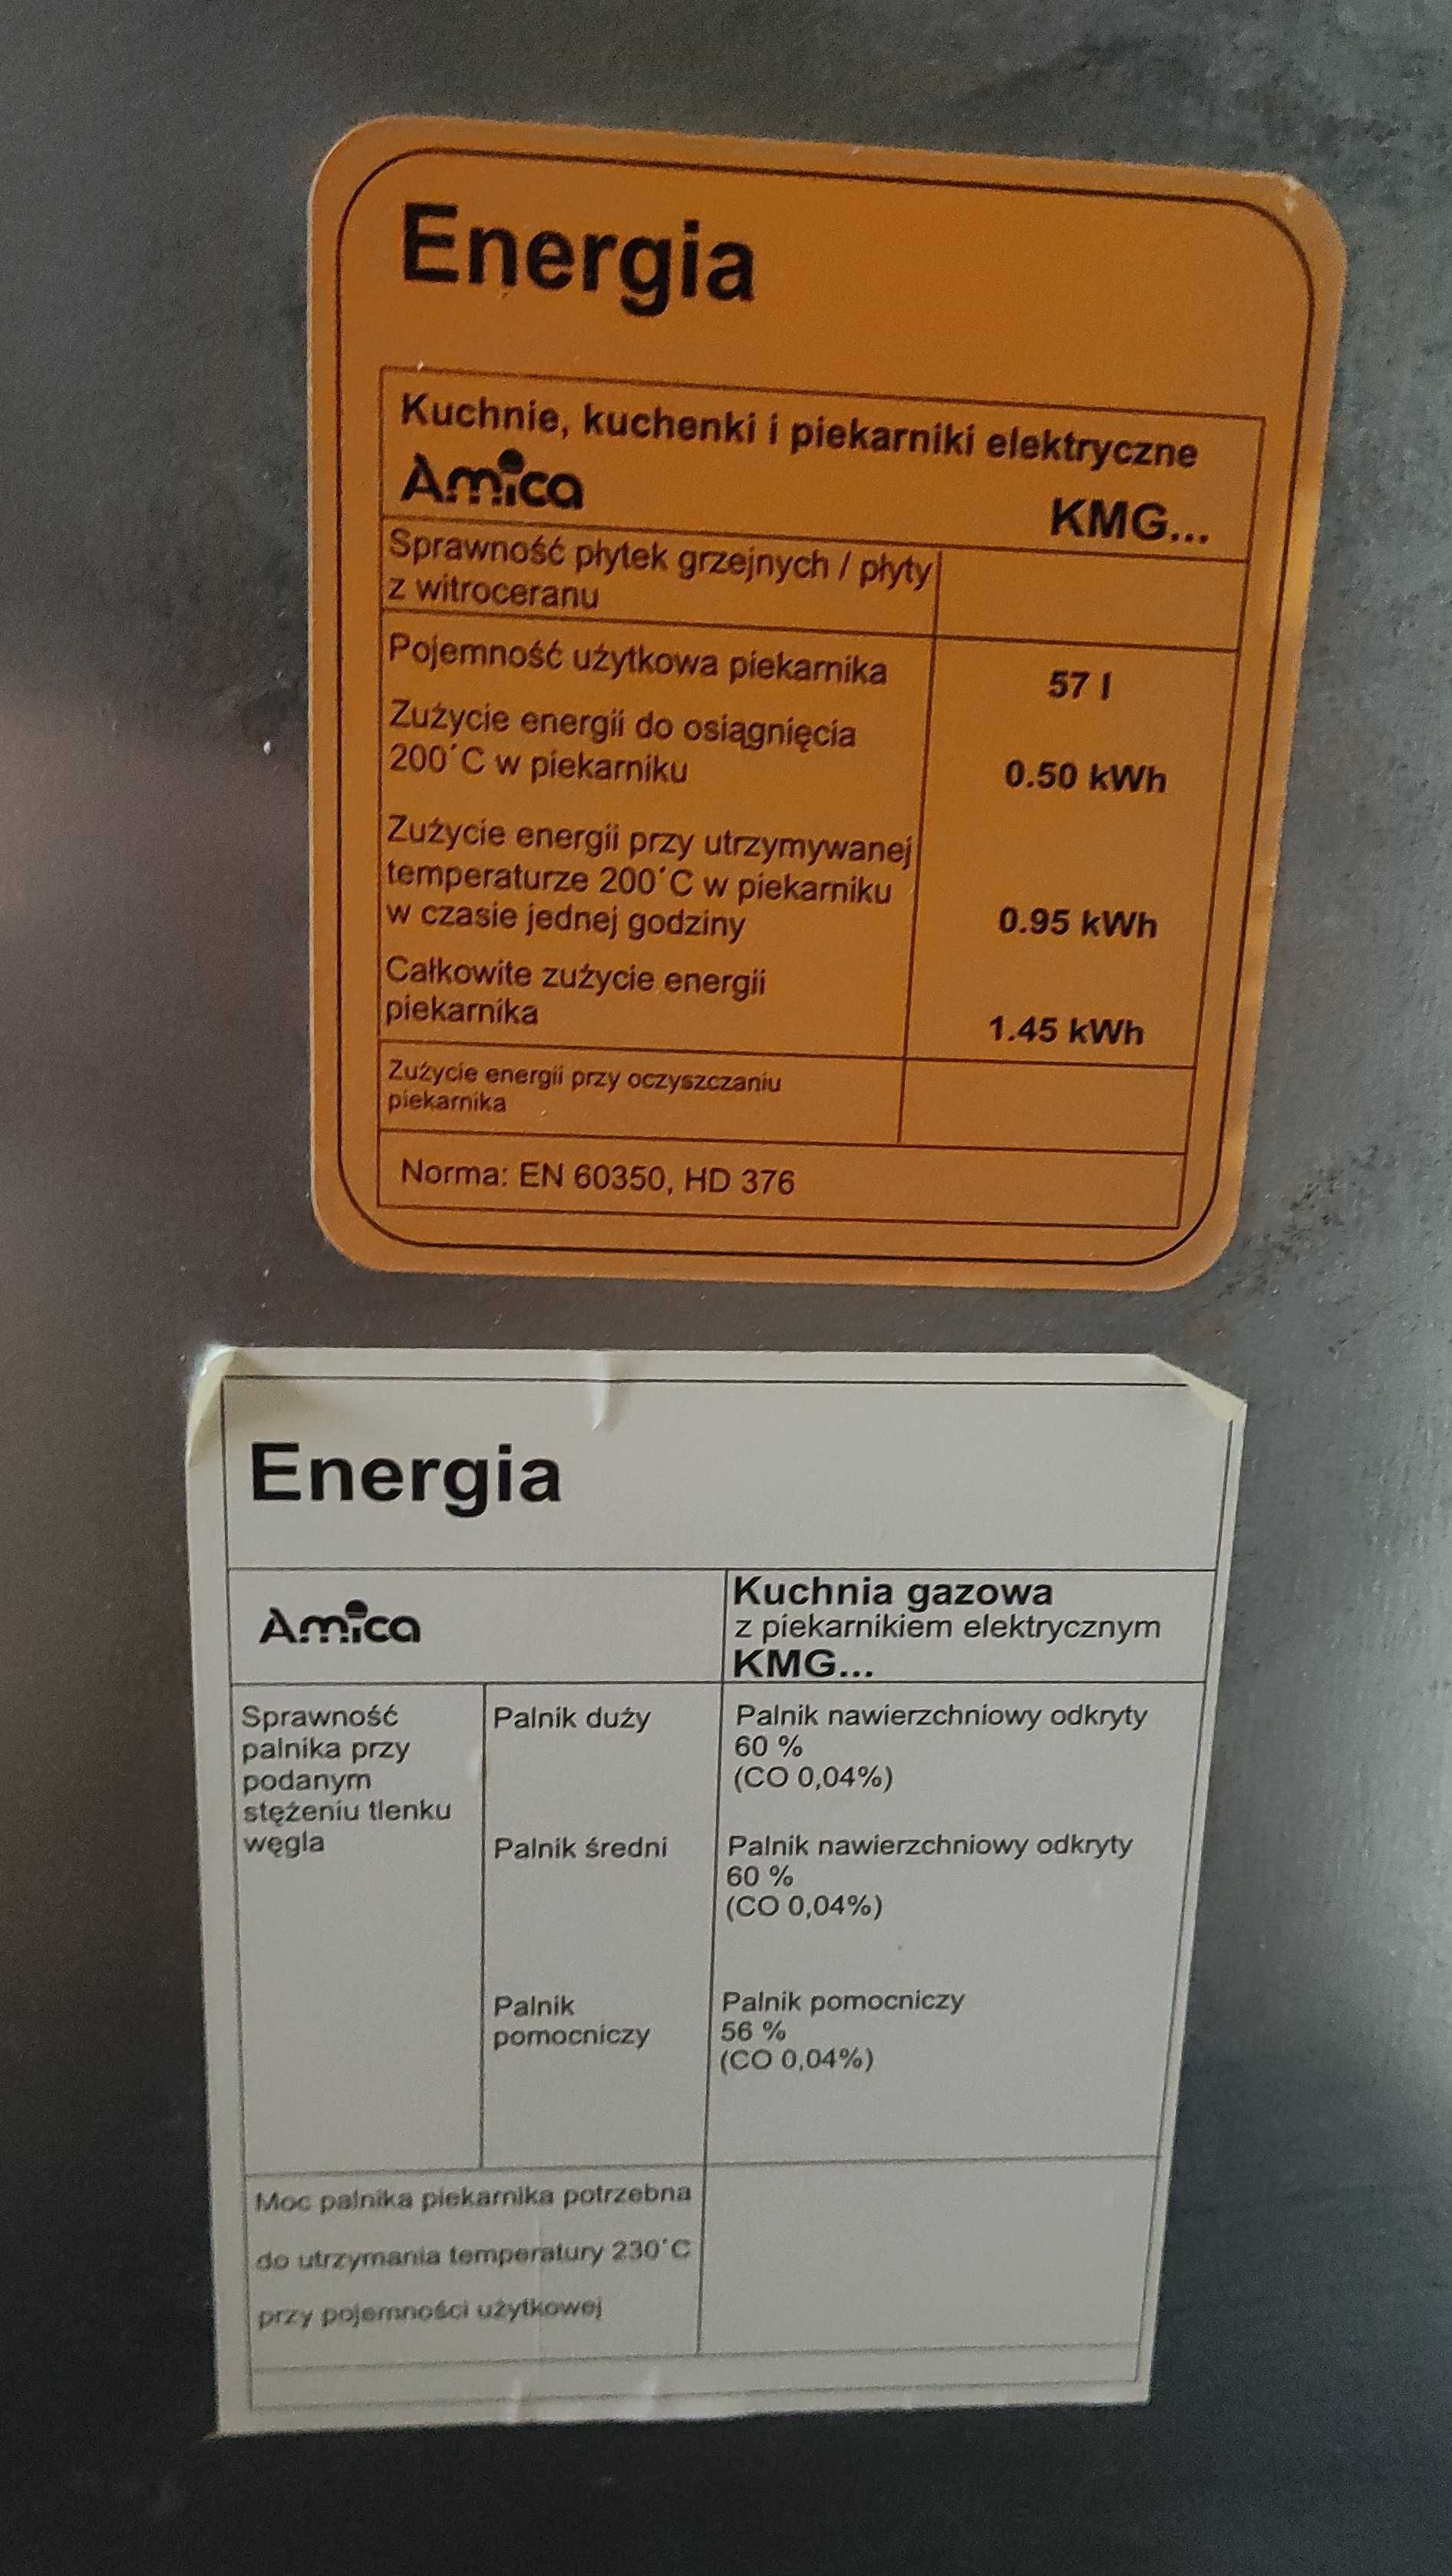 Energia
Kuchnie, kuchenki i piekarniki elektryczne
Amica
KMG...
Sprawność płytek grzejnych / płyty
z witroceranu
Pojemność użytkowa piekarnika
57 l
Zużycie energii do osiągnięcia
200°C w piekarniku
0.50 kWh
Zużycie energii przy utrzymywanej
temperaturze 200°C w piekarniku
w czasie jednej godziny
0.95 kWh
Całkowite zużycie energii
piekarnika
1.45 kWh
Zużycie energii przy oczyszczaniu
piekarnika
Norma: EN 60350, HD 376
Energia
Amica
Kuchnia gazowa
z piekarnikiem elektrycznym
KMG...
Sprawność
palnika przy
podanym
stężeniu tlenku
węgla
Palnik duży
Palnik nawierzchniowy odkryty
60 %
(CO 0,04%)
Palnik średni
Palnik nawierzchniowy odkryty
60 %
(CO 0,04%)
Palnik
pomocniczy
Palnik pomocniczy
56 %
(CO 0,04%)
Moc palnika piekarnika potrzebna
do utrzymania temperatury 230°C
przy pojemności użytkowej